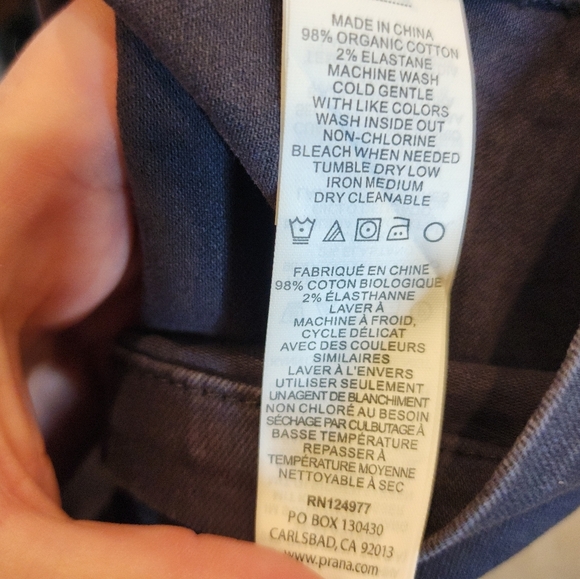 MADE IN CHINA
98% ORGANIC COTTON
2% ELASTANE
MACHINE WASH
COLD GENTLE
WITH LIKE COLORS
WASH INSIDE OUT
NON-CHLORINE
BLEACH WHEN NEEDED
TUMBLE DRY LOW
IRON MEDIUM
DRY CLEANABLE
FABRIQUÉ EN CHINE
98% COTON BIOLOGIQUE
2% ÉLASTHANNE
LAVER À
MACHINE À FROID,
CYCLE DÉLICAT
AVEC DES COULEURS
SIMILAIRES
LAVER À L'ENVERS
UTILISER SEULEMENT
UN AGENT DE BLANCHIMENT
NON CHLORÉ AU BESOIN
SÉCHAGE PAR CULBUTAGE À
BASSE TEMPÉRATURE
REPASSER À
TEMPÉRATURE MOYENNE
NETTOYABLE À SEC
RN124977
PO BOX 130430
CARLSBAD, CA 92013
www.prana.com